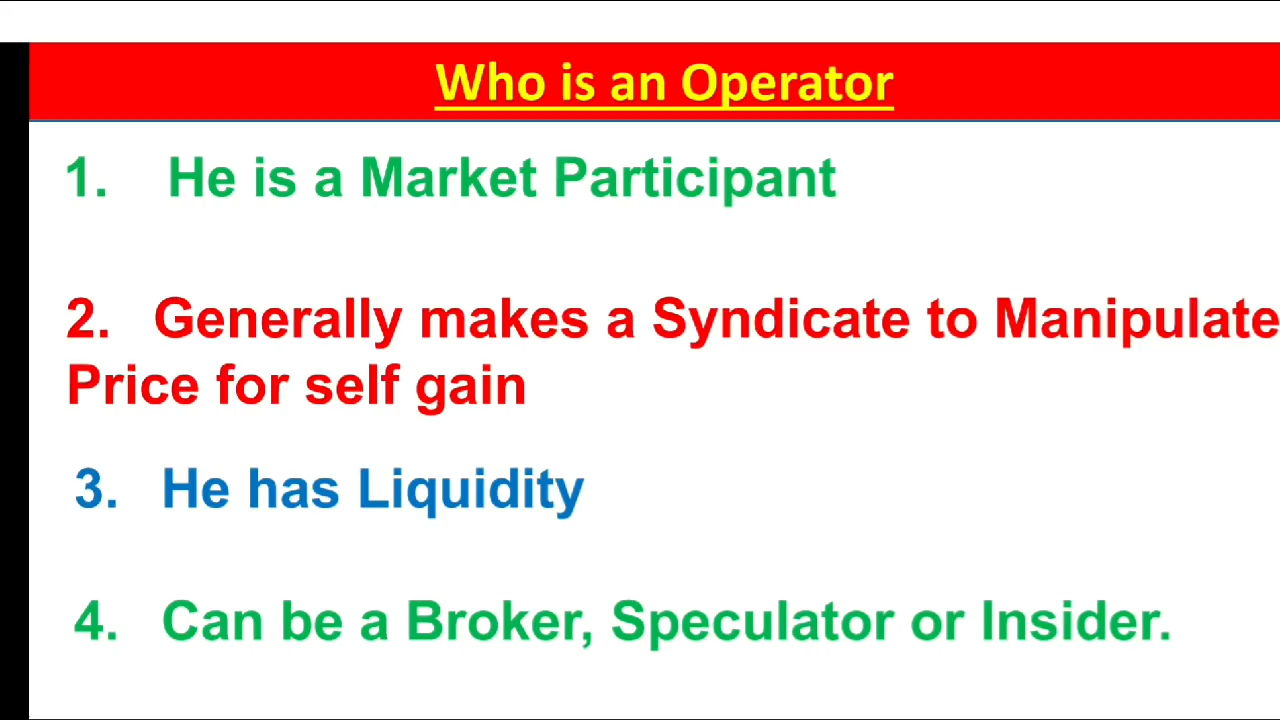 Who is an Operator
1. He is a Market Participant
2. Generally makes a Syndicate to Manipulate
Price for self gain
3. He has Liquidity
4. Can be a Broker, Speculator or Insider.